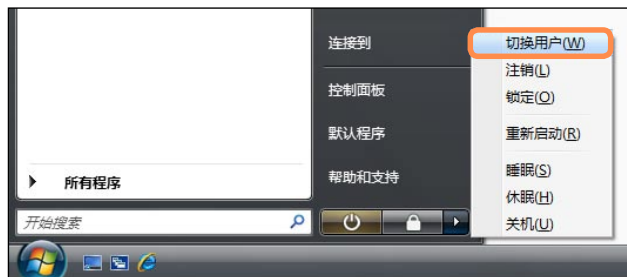 连接到
控制面板
默认程序
帮助和支持
所有程序
开始搜索
切换用户(W)
注销(L)
锁定(O)
重新启动(R)
睡眠(S)
休眠(H)
关机(U)